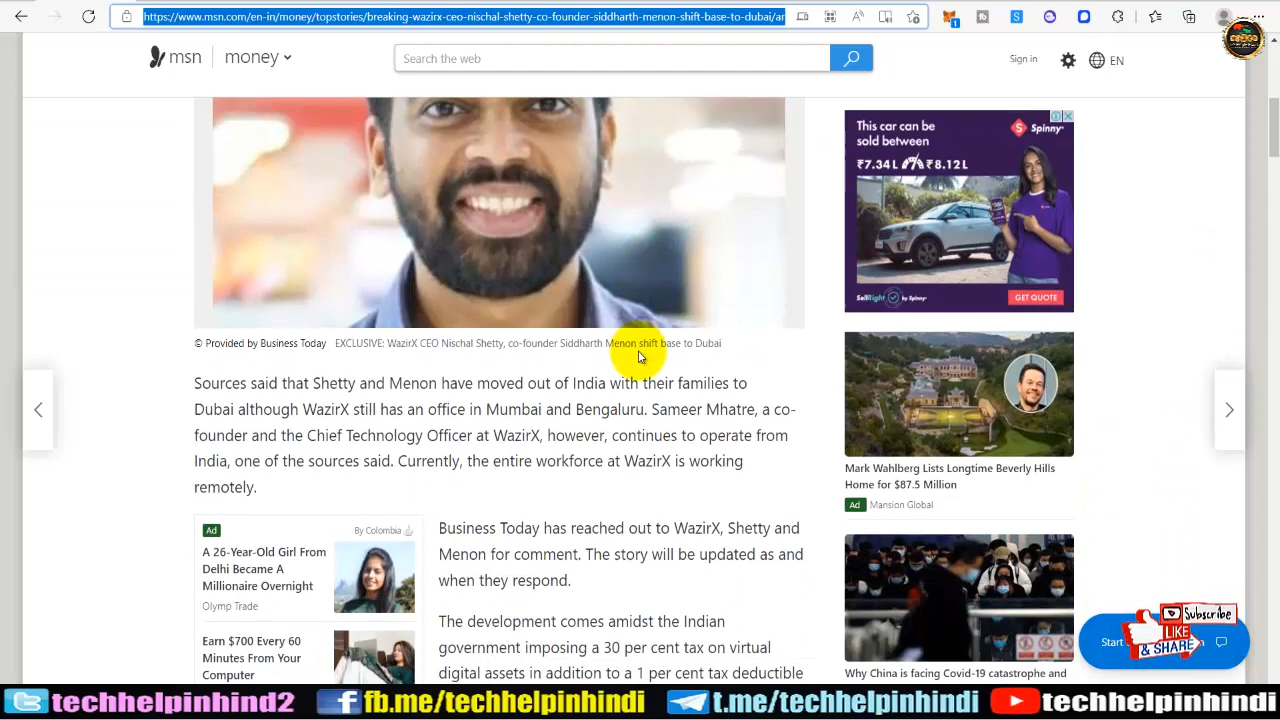 https://www.msn.com/en-in/money/topstories/breaking-wazirx-ceo-nischal-shetty-co-founder-siddharth-menon-shift-base-to-dubai/ar
msn
money
Search the web
Sign in
EN
This car can be
sold between
Spinny
₹7.34 L
₹8.12 L
SellRight by Spinny
GET QUOTE
© Provided by Business Today EXCLUSIVE: WazirX CEO Nischal Shetty, co-founder Siddharth Menon shift base to Dubai
Sources said that Shetty and Menon have moved out of India with their families to
Dubai although WazirX still has an office in Mumbai and Bengaluru. Sameer Mhatre, a co-
founder and the Chief Technology Officer at WazirX, however, continues to operate from
India, one of the sources said. Currently, the entire workforce at WazirX is working
remotely.
Mark Wahlberg Lists Longtime Beverly Hills
Home for $87.5 Million
Ad Mansion Global
Ad By Colombia
A 26-Year-Old Girl From
Delhi Became A
Millionaire Overnight
Olymp Trade
Earn $700 Every 60
Minutes From Your
Computer
Business Today has reached out to WazirX, Shetty and
Menon for comment. The story will be updated as and
when they respond.
The development comes amidst the Indian
government imposing a 30 per cent tax on virtual
digital assets in addition to a 1 per cent tax deductible
Why China is facing Covid-19 catastrophe and
Start
Subscribe
LIKE
& SHARE
techhelpinhindi2
fb.me/techhelpinhindi
t.me/techhelpinhindi
techhelpinhindi